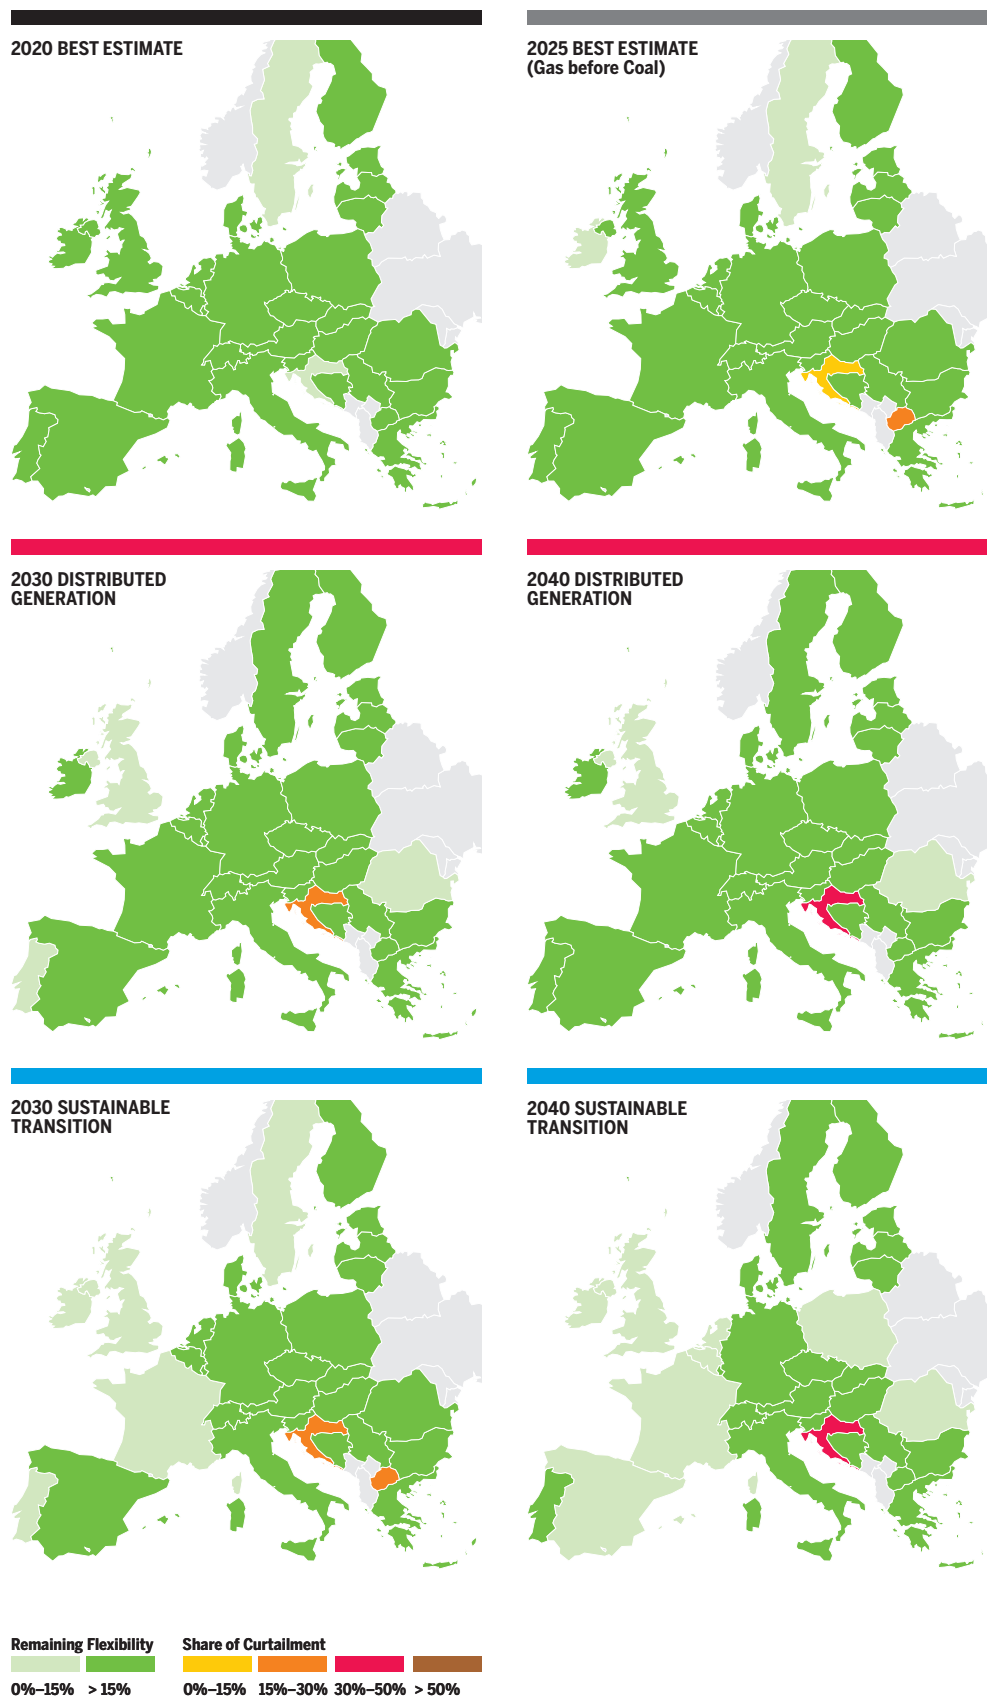 2020 BEST ESTIMATE
2025 BEST ESTIMATE
(Gas before Coal)
2030 DISTRIBUTED
GENERATION
2040 DISTRIBUTED
GENERATION
2030 SUSTAINABLE
TRANSITION
2040 SUSTAINABLE
TRANSITION
Remaining Flexibility
0%–15% > 15%
Share of Curtailment
0%–15% 15%–30% 30%–50% > 50%